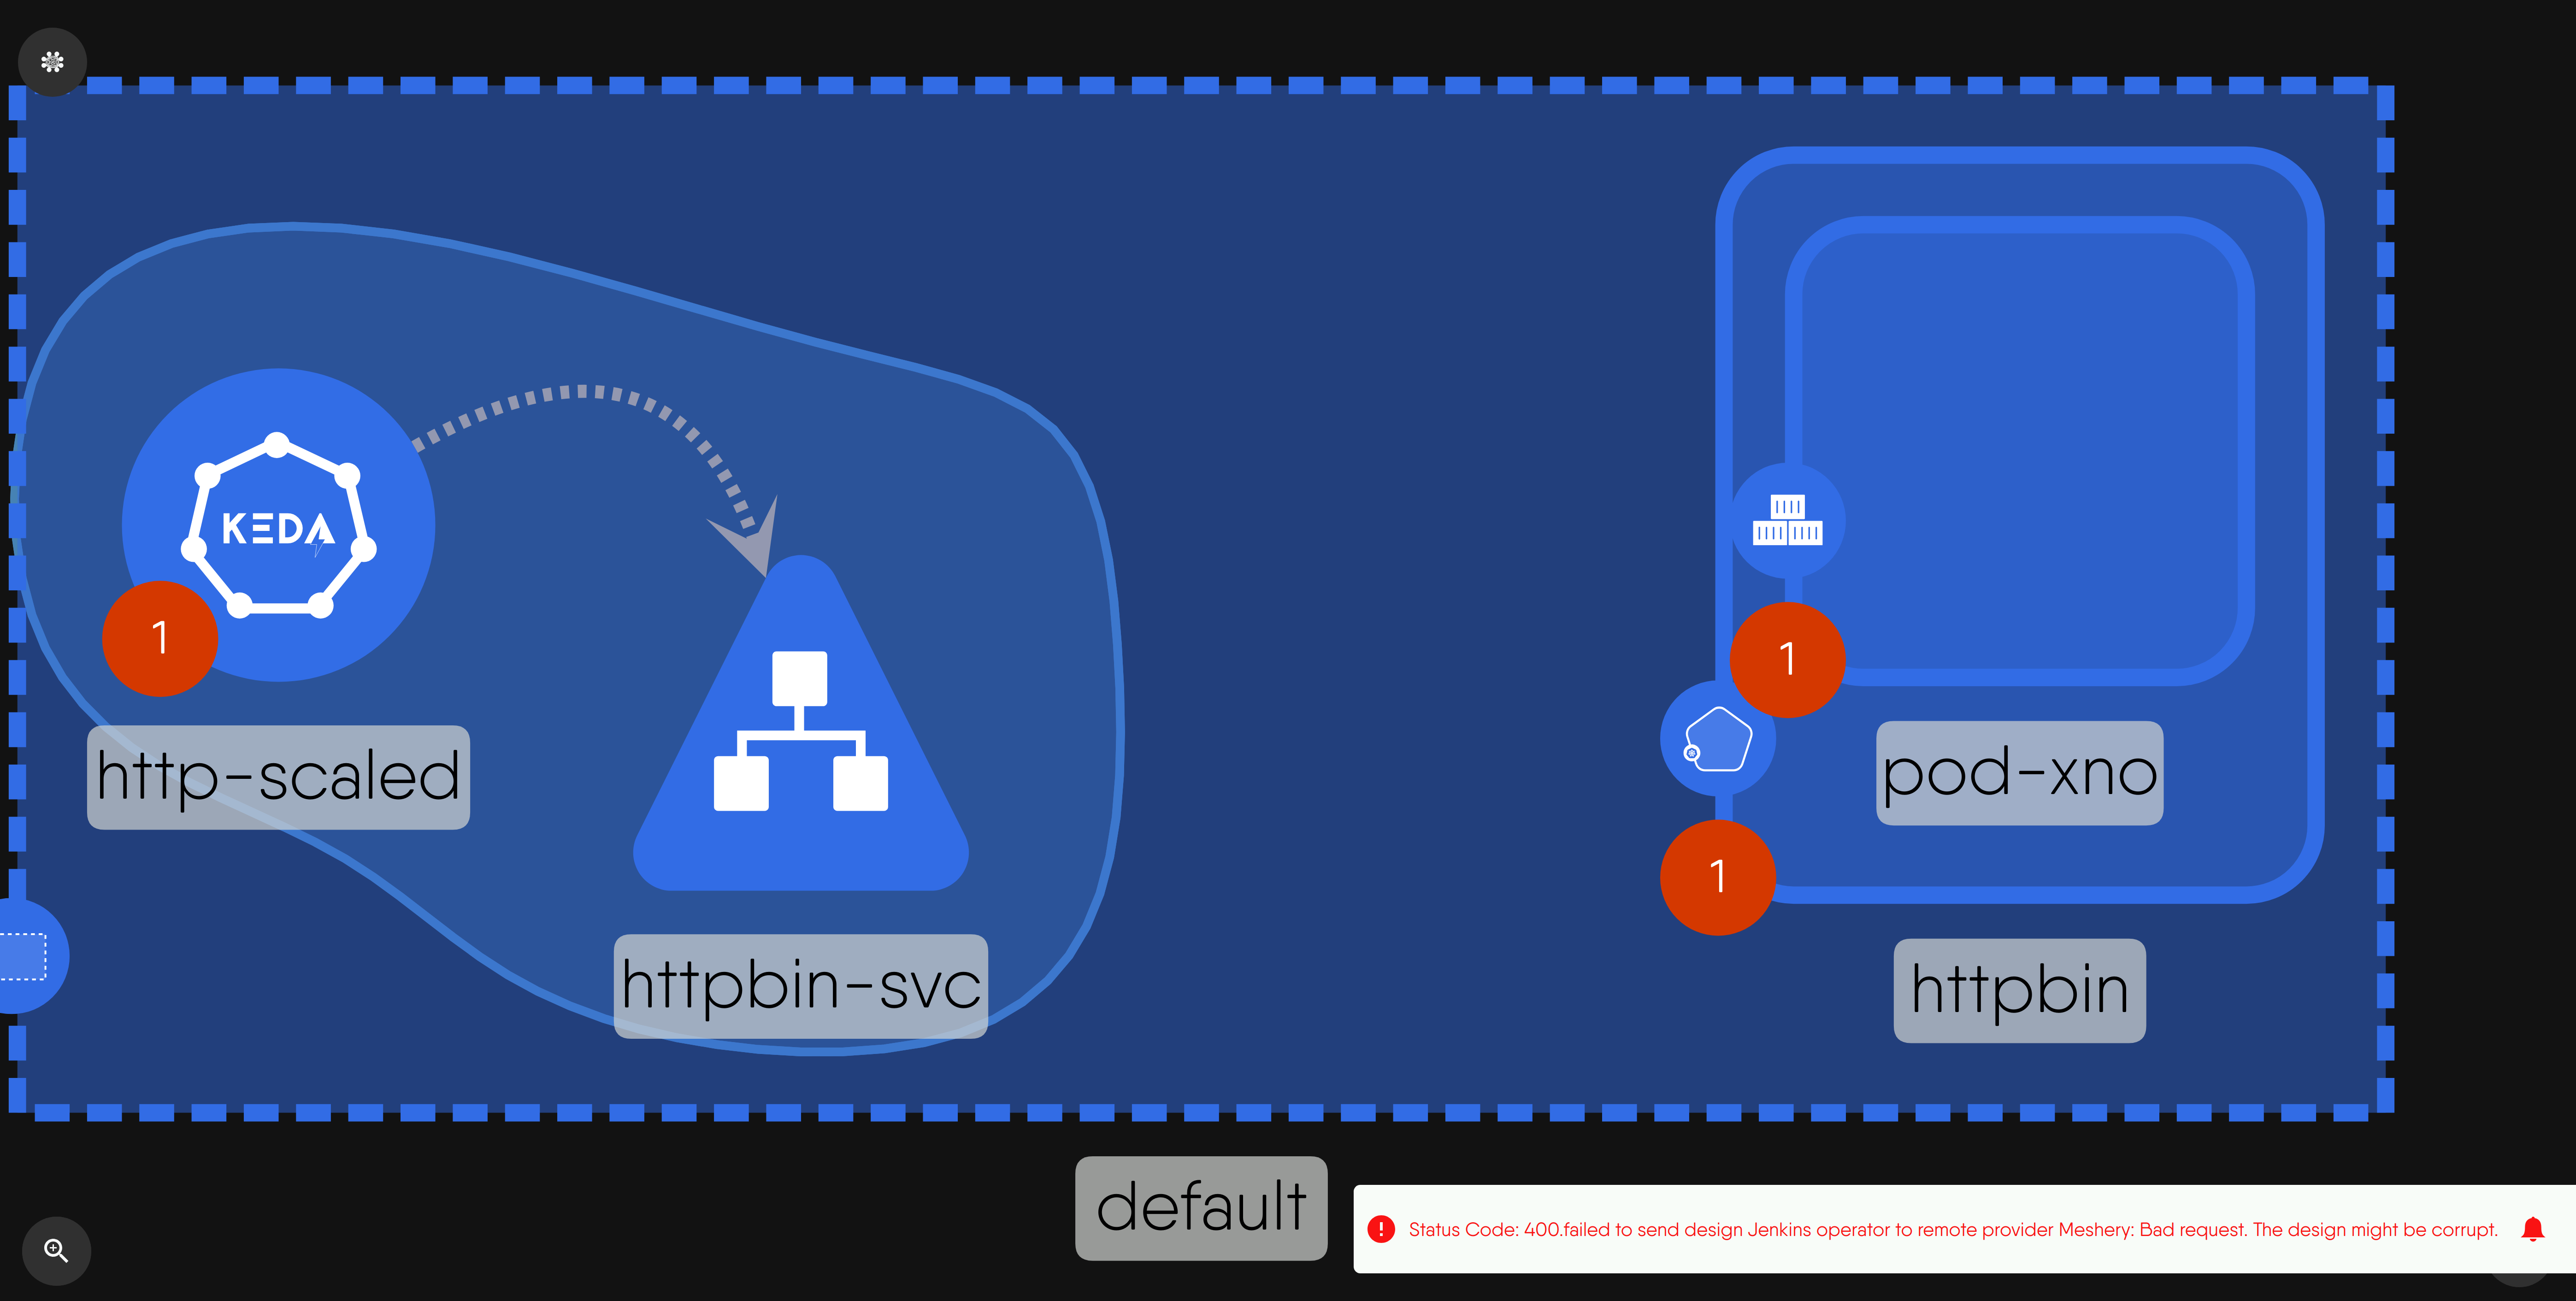 KEDA
1
http-scaled
httpbin-svc
1
pod-xno
1
httpbin
default
Status Code: 400.failed to send design Jenkins operator to remote provider Meshery: Bad request. The design might be corrupt.